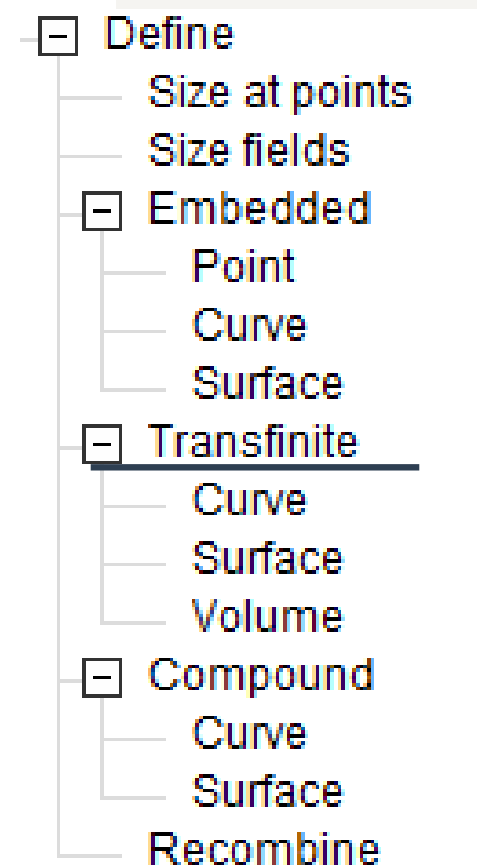 Define
Size at points
Size fields
Embedded
Point
Curve
Surface
Transfinite
Curve
Surface
Volume
Compound
Curve
Surface
Recombine